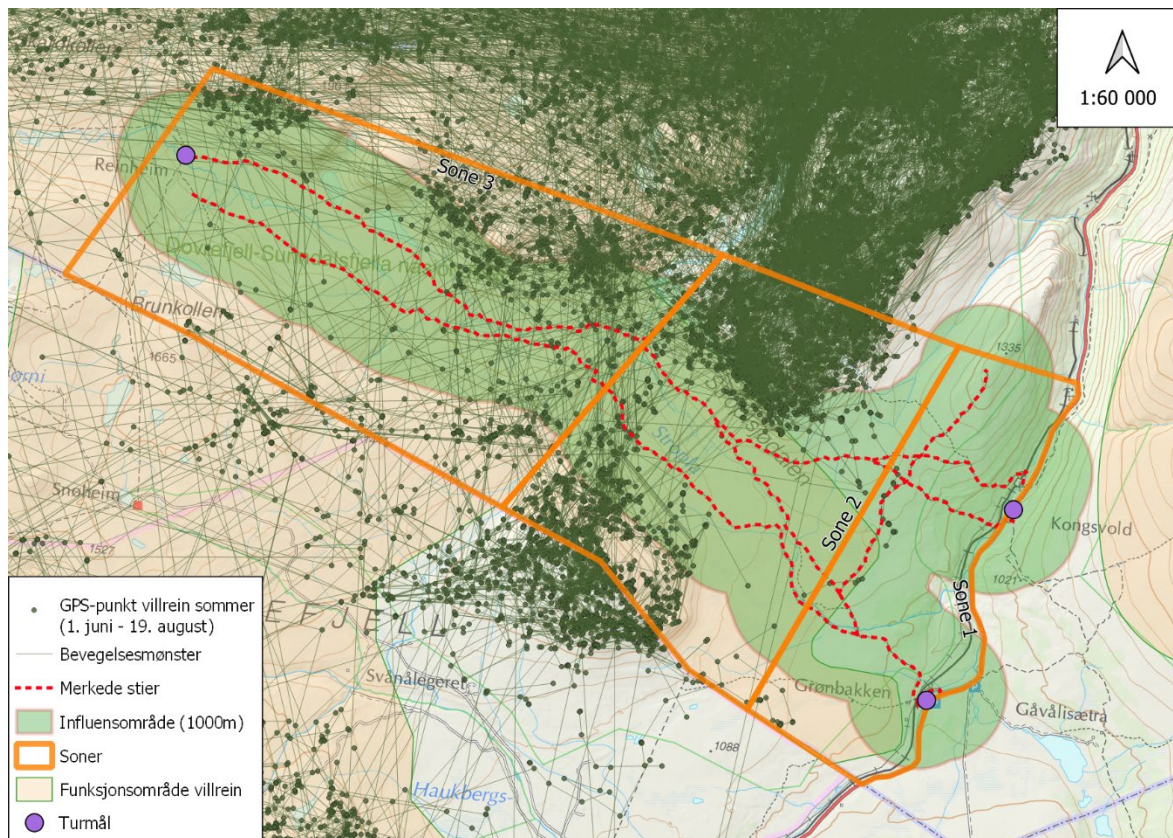 1:60 000
Reinheim
Sone 3
Brunkollen
1665
Snøheim
1527
1335
Sone 2
Kongsvold
1021
Sone 1
Svånålegeret
Grønbakken
Gåvålisætra
1088
Haukbergs-
GPS-punkt villrein sommer
(1. juni - 19. august)
Bevegelsesmønster
Merkede stier
Influensområde (1000m)
Soner
Funksjonsområde villrein
Turmål